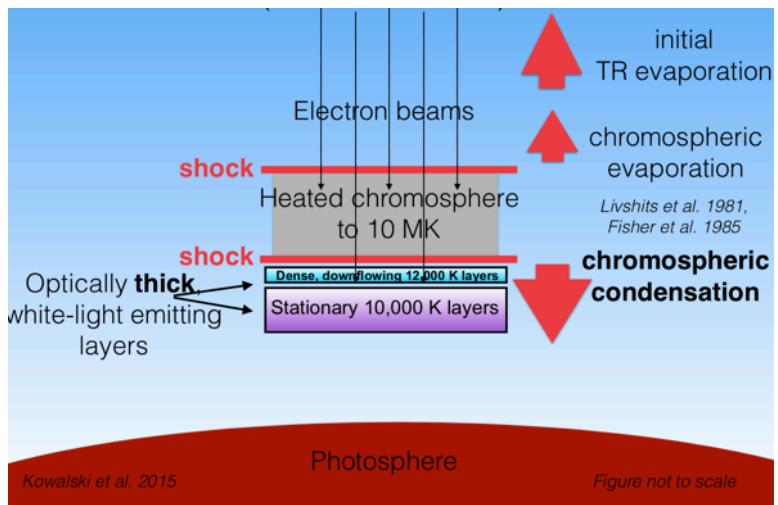 initial
TR evaporation
Electron beams
chromospheric
evaporation
shock
Heated chromosphere
to 10 MK
Livshits et al. 1981,
Fisher et al. 1985
shock
chromospheric
condensation
Dense, downflowing 12,000 K layers
Optically thick,
white-light emitting
layers
Stationary 10,000 K layers
Photosphere
Kowalski et al. 2015
Figure not to scale